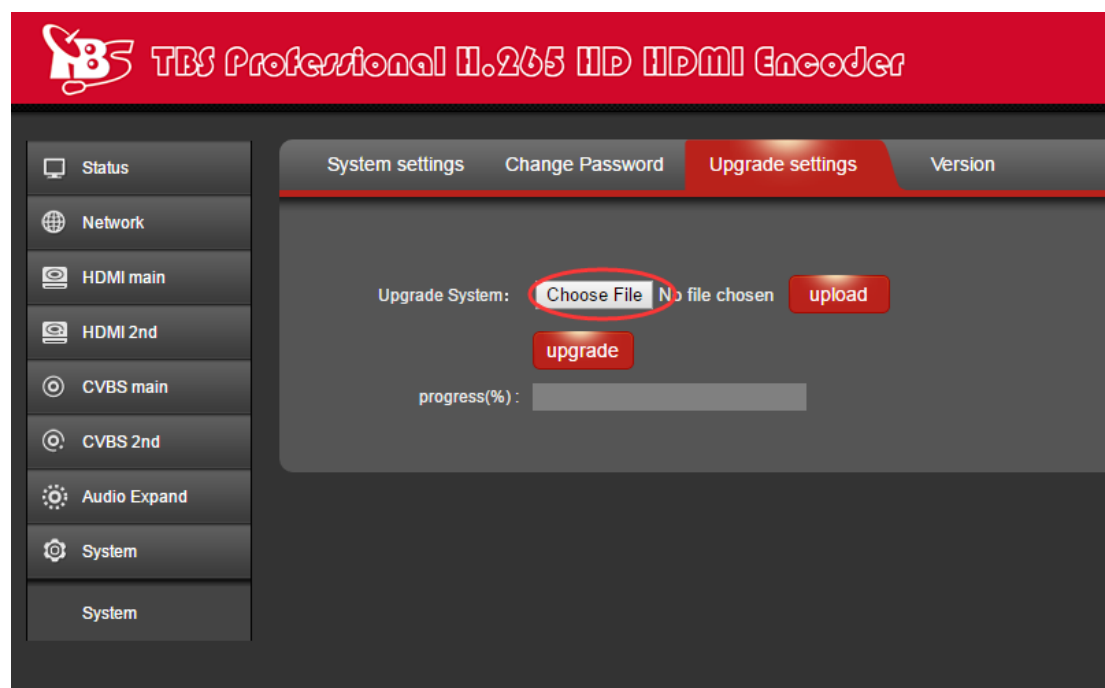 TBS TBS Professional H.265 HD HDMI Encoder
Status
Network
HDMI main
HDMI 2nd
CVBS main
CVBS 2nd
Audio Expand
System
System
System settings Change Password Upgrade settings Version
Upgrade System： Choose File No file chosen upload
upgrade
progress(%) :